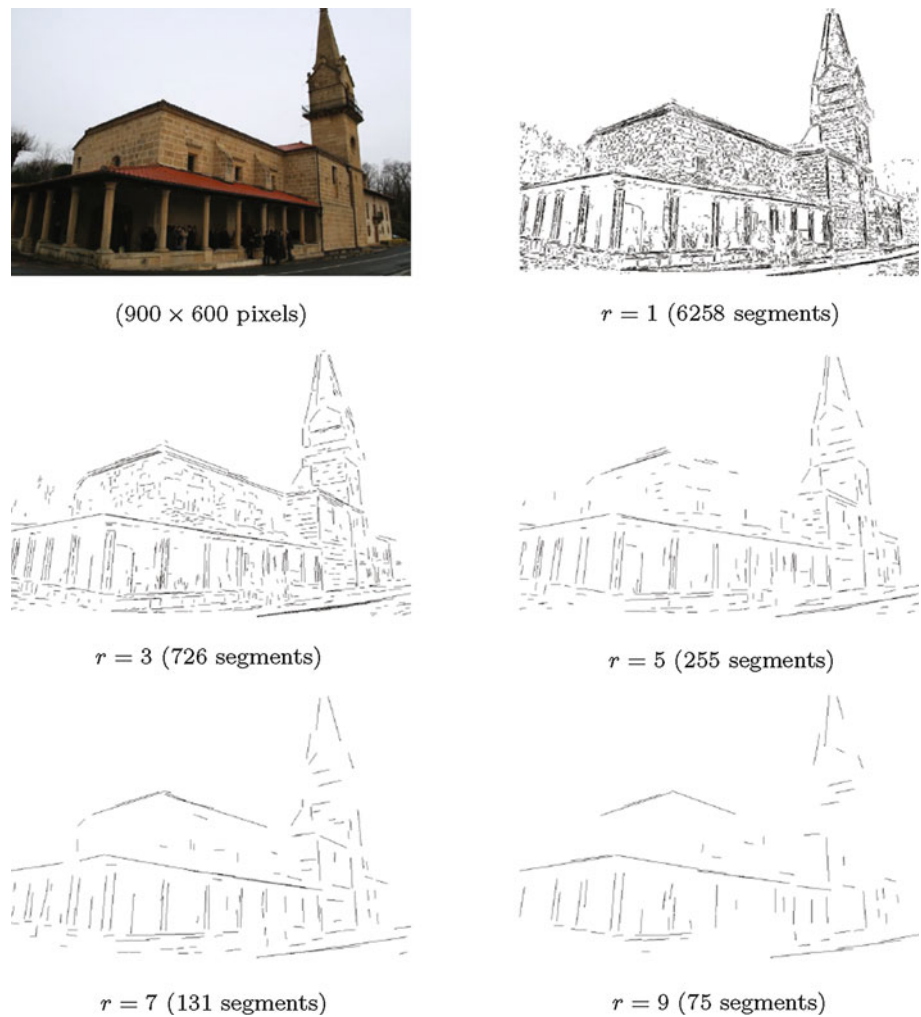 (900 × 600 pixels)
r = 1 (6258 segments)
r = 3 (726 segments)
r = 5 (255 segments)
r = 7 (131 segments)
r = 9 (75 segments)